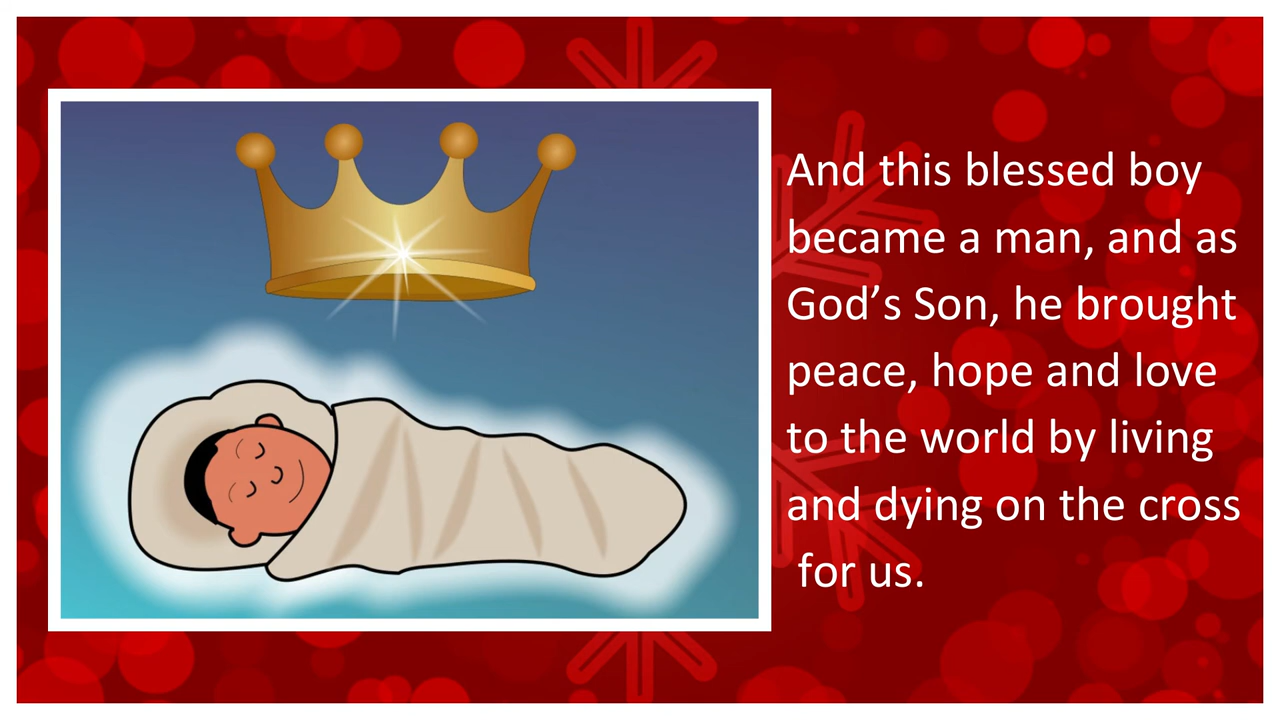 And this blessed boy
became a man, and as
God’s Son, he brought
peace, hope and love
to the world by living
and dying on the cross
for us.